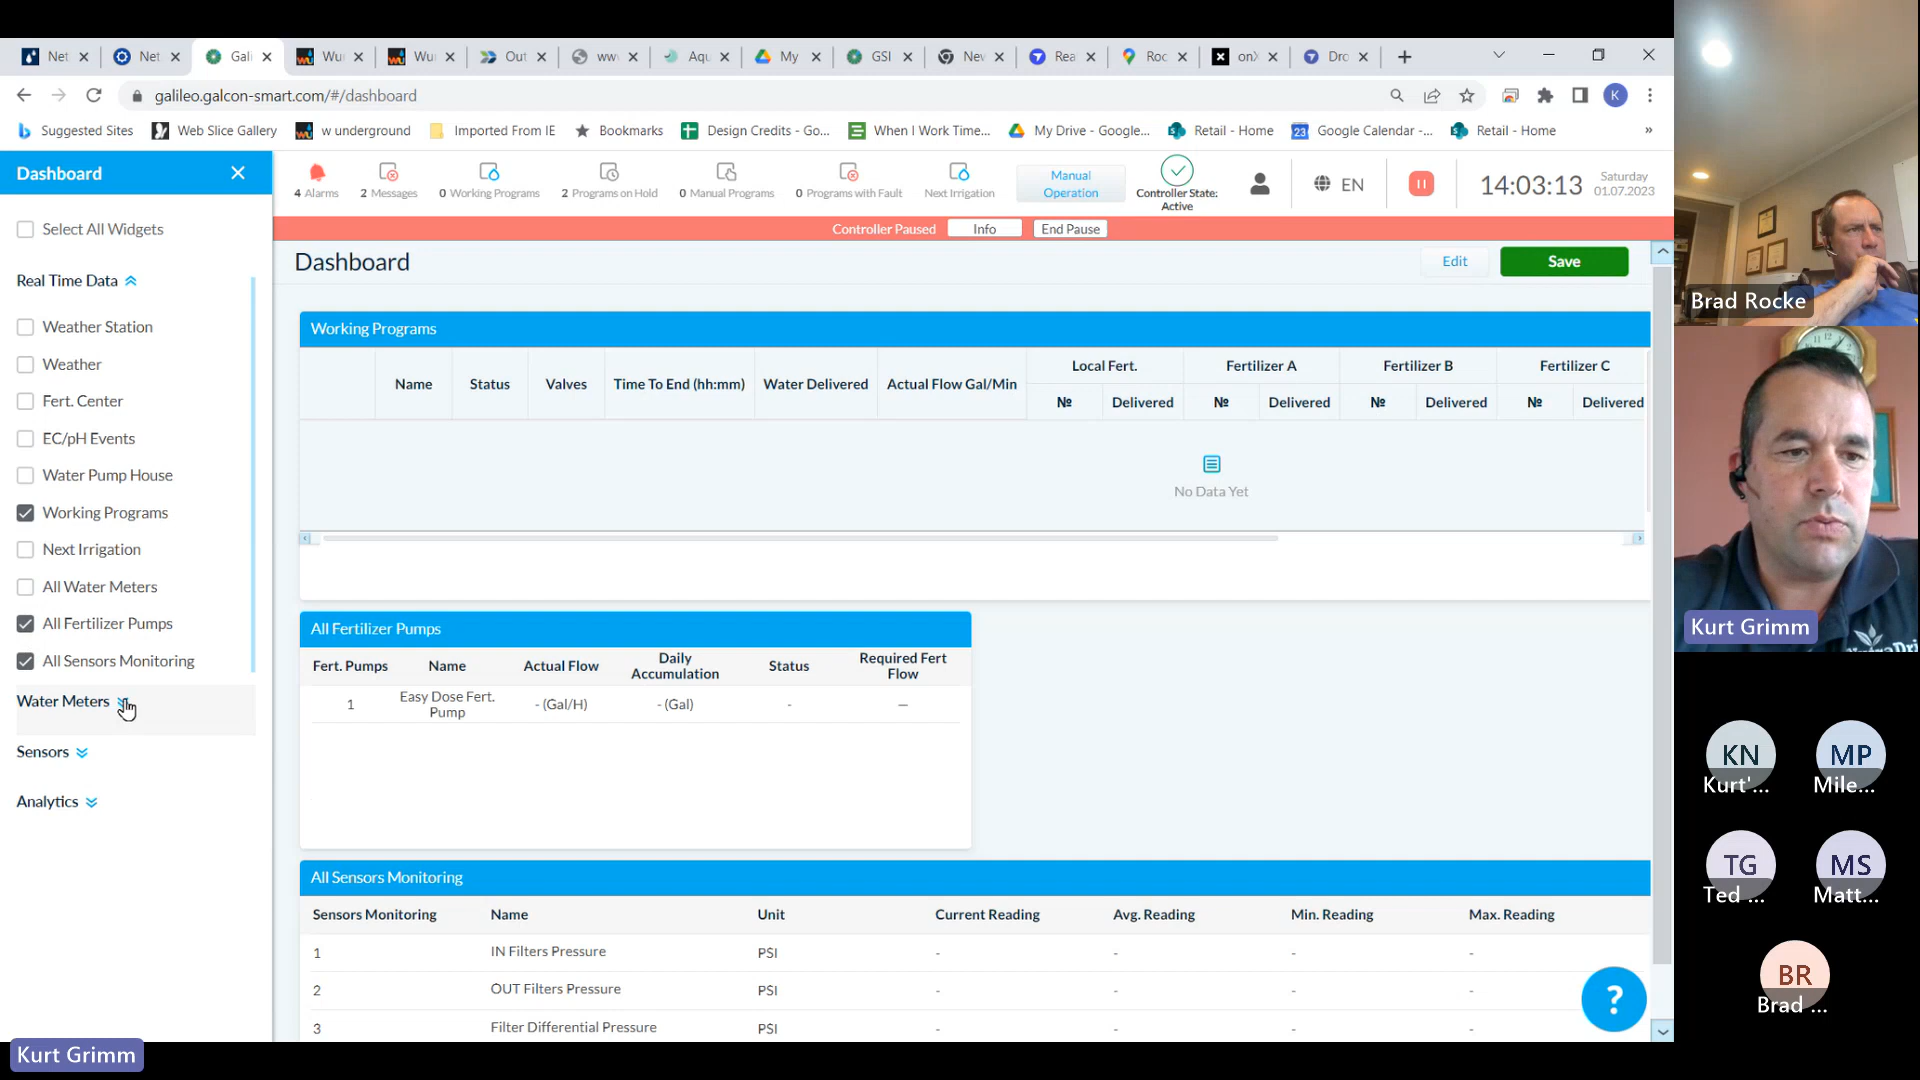 Net
Net
Gali
Wu
Wu
Out
ww
Aqu
My
GSI
Nev
Rea
Roc
onX
Dro
galileo.galcon-smart.com/#/dashboard
K
Suggested Sites
Web Slice Gallery
w underground
Imported From IE
Bookmarks
Design Credits - Go...
When I Work Time...
My Drive - Google...
Retail - Home
23 Google Calendar -...
Retail - Home
»
Dashboard
Select All Widgets
Real Time Data
Weather Station
Weather
Fert. Center
EC/pH Events
Water Pump House
Working Programs
Next Irrigation
All Water Meters
All Fertilizer Pumps
All Sensors Monitoring
Water Meters
Sensors
Analytics
4 Alarms
2 Messages
0 Working Programs
2 Programs on Hold
0 Manual Programs
0 Programs with Fault
Next Irrigation
Manual
Operation
Controller State:
Active
EN
14:03:13
Saturday
01.07.2023
Controller Paused
Info
End Pause
Dashboard
Edit
Save
Working Programs
Name
Status
Valves
Time To End (hh:mm)
Water Delivered
Actual Flow Gal/Min
Local Fert.
Fertilizer A
Fertilizer B
Fertilizer C
№ Delivered
№ Delivered
№ Delivered
№ Delivered
No Data Yet
All Fertilizer Pumps
Fert. Pumps
Name
Actual Flow
Daily
Accumulation
Status
Required Fert
Flow
1
Easy Dose Fert.
Pump
- (Gal/H)
- (Gal)
-
—
All Sensors Monitoring
Sensors Monitoring Name Unit Current Reading Avg. Reading Min. Reading Max. Reading
1 IN Filters Pressure PSI - - - -
2 OUT Filters Pressure PSI - - - -
3 Filter Differential Pressure PSI - - - -
?
Brad Rocke
Kurt Grimm
KN
Kurt'...
MP
Mile...
TG
Ted ...
MS
Matt...
BR
Brad ...
Kurt Grimm